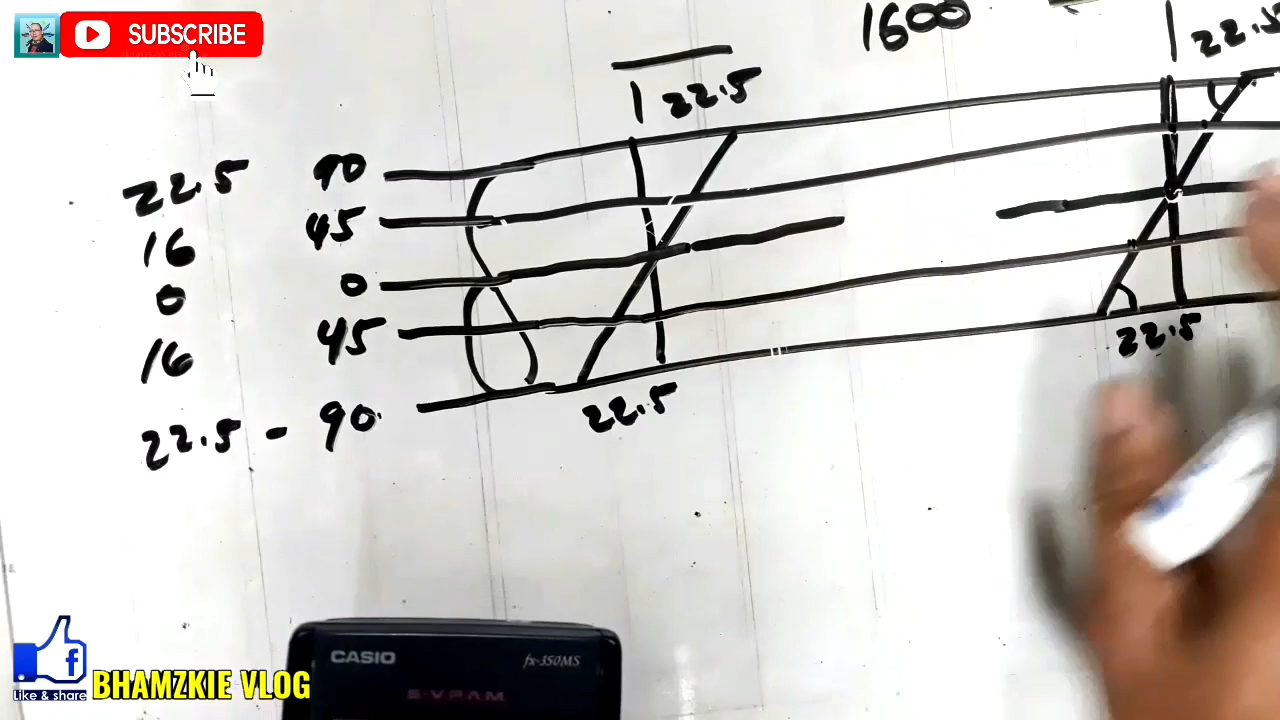 SUBSCRIBE
1600
22.5
22.5
22.5 90
16 45
0 0
16 45
22.5 - 90
22.5
22.5
CASIO
fx-350MS
S-V.P.A.M.
Like & share
BHAMZKIE VLOG